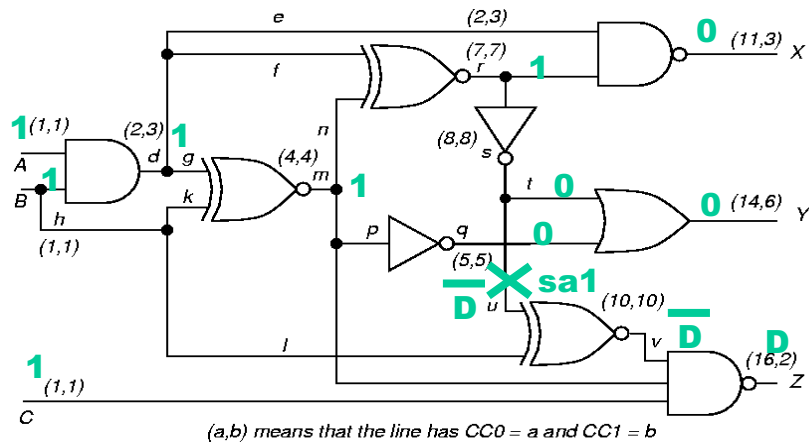 e
(2,3)
0
(11,3)
X
(7,7)
f
r
1
1
(1,1)
(2,3)
1
n
(8,8)
s
A
d
g
(4,4)
m
1
t
0
0
(14,6)
Y
B
1
k
h
(1,1)
p
q
0
(5,5)
D
sa1
u
(10,10)
D
l
v
D
1
(1,1)
(16,2)
Z
C
(a,b) means that the line has CC0 = a and CC1 = b